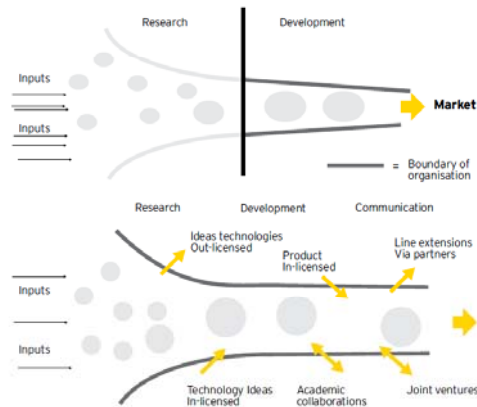 Research
Development
Inputs
Inputs
Market
= Boundary of
organisation
Research
Development
Communication
Ideas technologies
Out-licensed
Product
In-licensed
Line extensions
Via partners
Inputs
Inputs
Technology Ideas
In-licensed
Academic
collaborations
Joint ventures